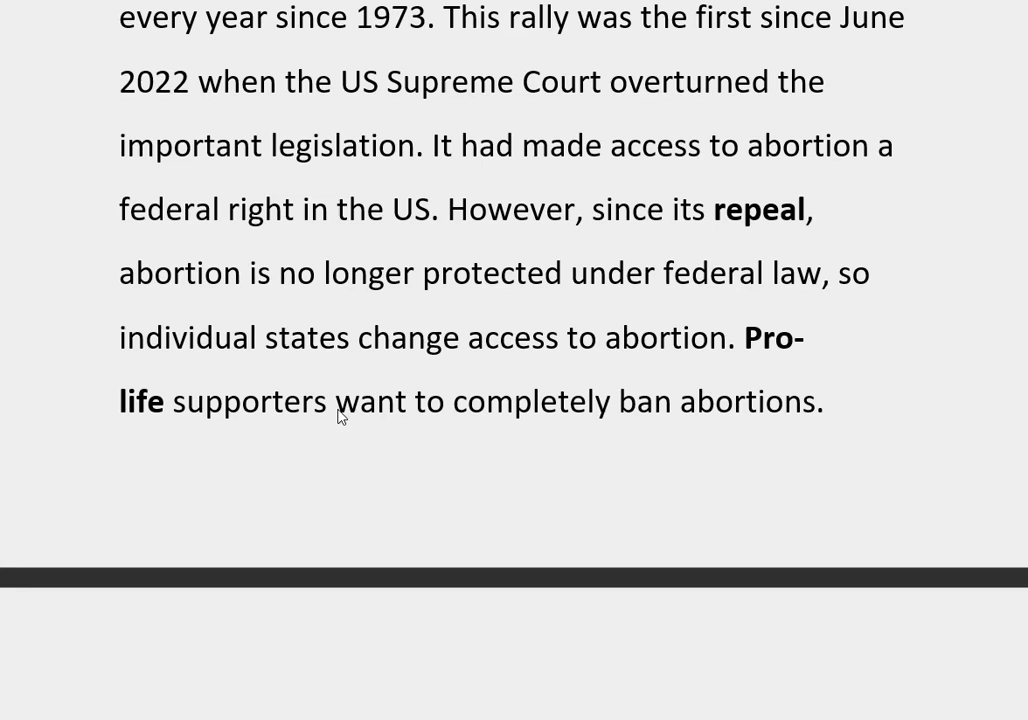 every year since 1973. This rally was the first since June
2022 when the US Supreme Court overturned the
important legislation. It had made access to abortion a
federal right in the US. However, since its repeal,
abortion is no longer protected under federal law, so
individual states change access to abortion. Pro-
life supporters want to completely ban abortions.